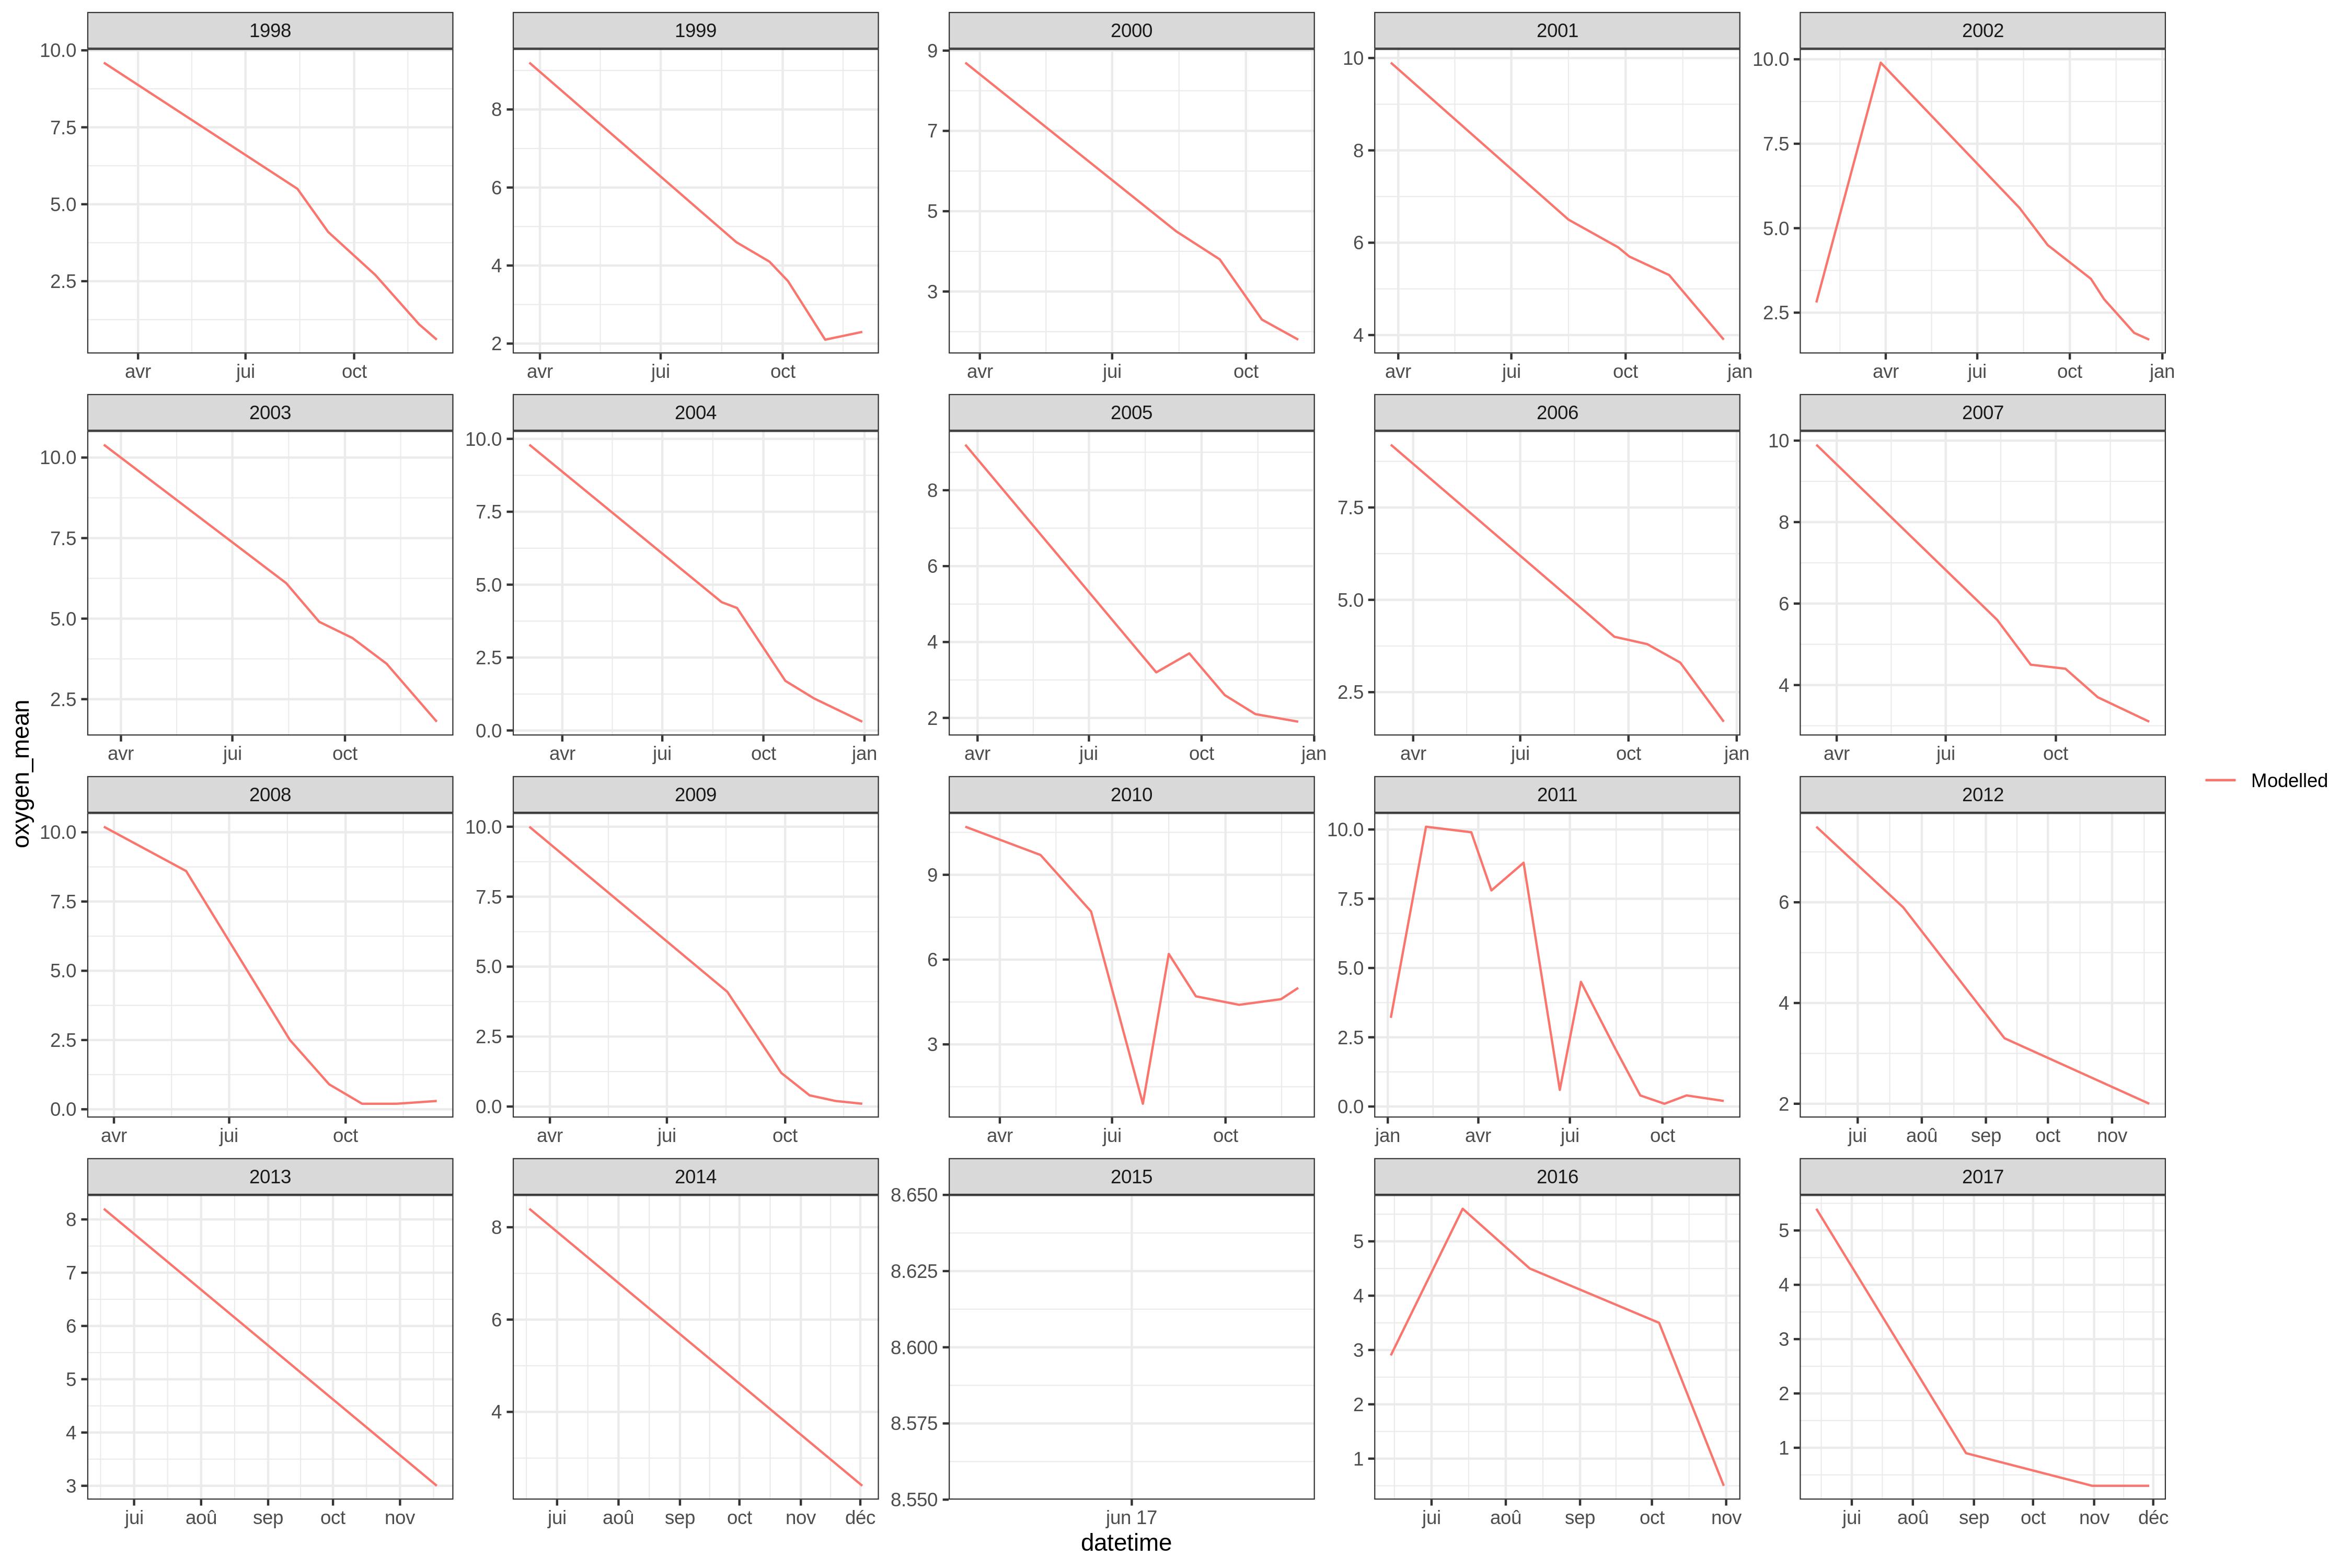 1998 1999 2000 2001 2002
10.0 7.5 5.0 2.5
8 6 4 2
9 7 5 3
10 8 6 4
10.0 7.5 5.0 2.5
avr jui oct
avr jui oct
avr jui oct
avr jui oct jan
avr jui oct jan
2003 2004 2005 2006 2007
10.0 7.5 5.0 2.5
10.0 7.5 5.0 2.5 0.0
8 6 4 2
7.5 5.0 2.5
10 8 6 4
avr jui oct
avr jui oct jan
avr jui oct jan
avr jui oct jan
avr jui oct
oxygen_mean
Modelled
2008 2009 2010 2011 2012
10.0 7.5 5.0 2.5 0.0
10.0 7.5 5.0 2.5 0.0
9 6 3
10.0 7.5 5.0 2.5 0.0
6 4 2
avr jui oct
avr jui oct
avr jui oct
jan avr jui oct
jui aoû sep oct nov
2013 2014 2015 2016 2017
8 7 6 5 4 3
8 6 4
8.650 8.625 8.600 8.575 8.550
5 4 3 2 1
5 4 3 2 1
jui aoû sep oct nov
jui aoû sep oct nov déc
jun 17
jui aoû sep oct nov
jui aoû sep oct nov déc
datetime